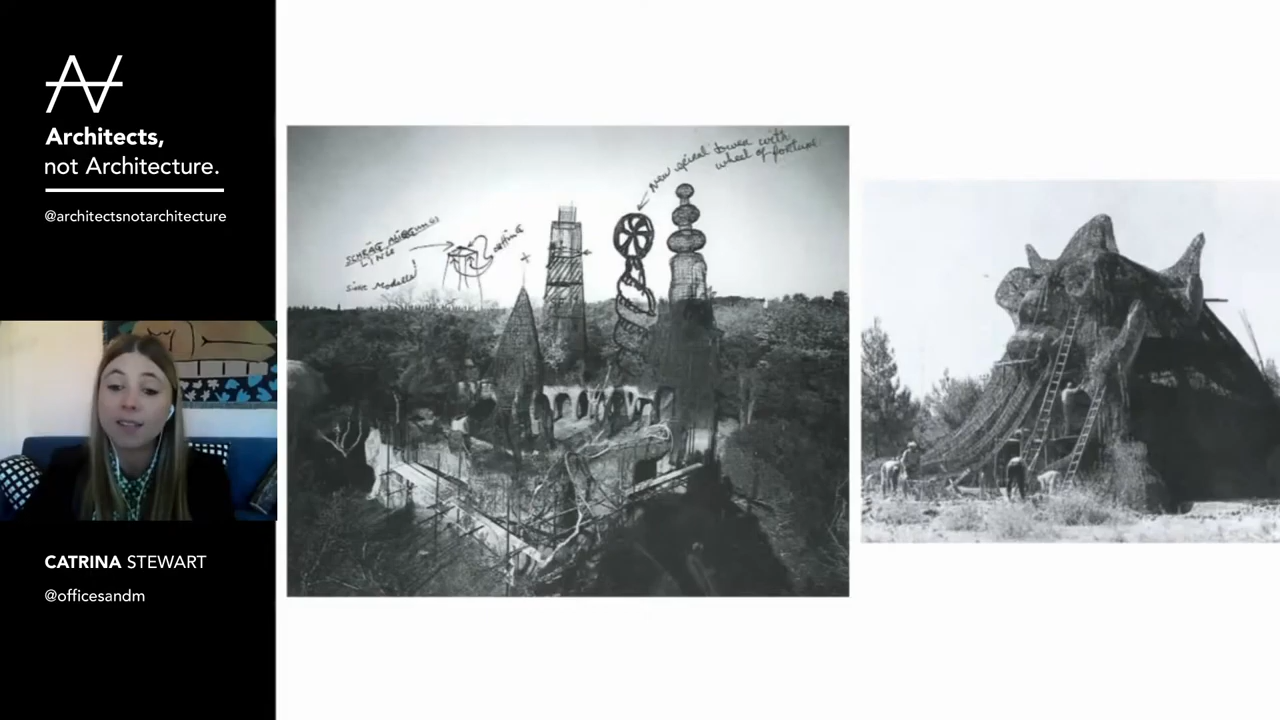 Architects,
not Architecture.
@architectsnotarchitecture
CATRINA STEWART
@officesandm
New spiral tower with
wheel of fortune